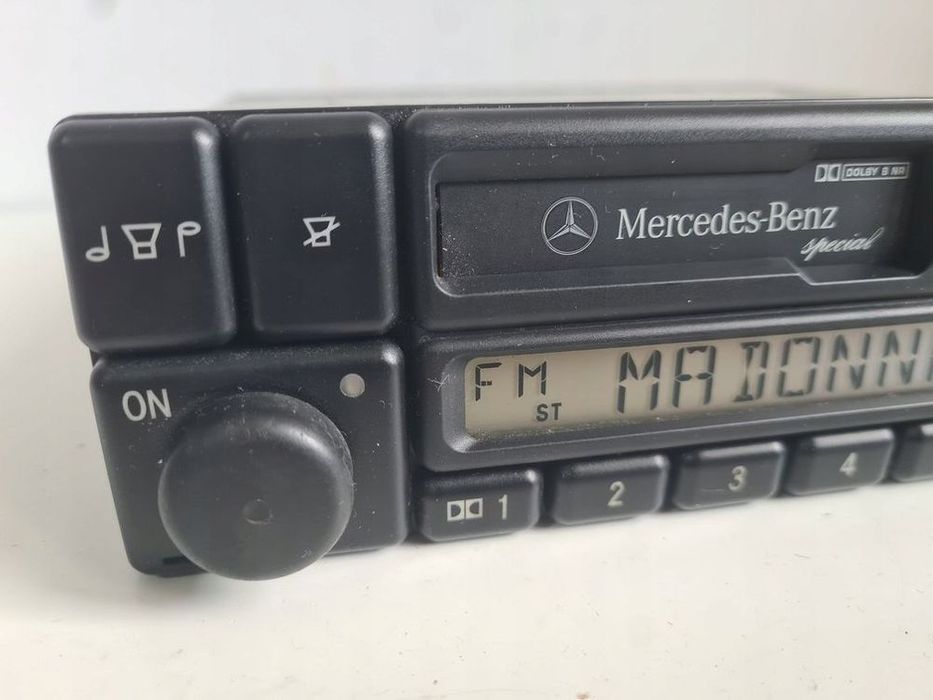 DOLBY B NR
Mercedes-Benz
special
ON
FM
ST
MADONN
1
2
3
4